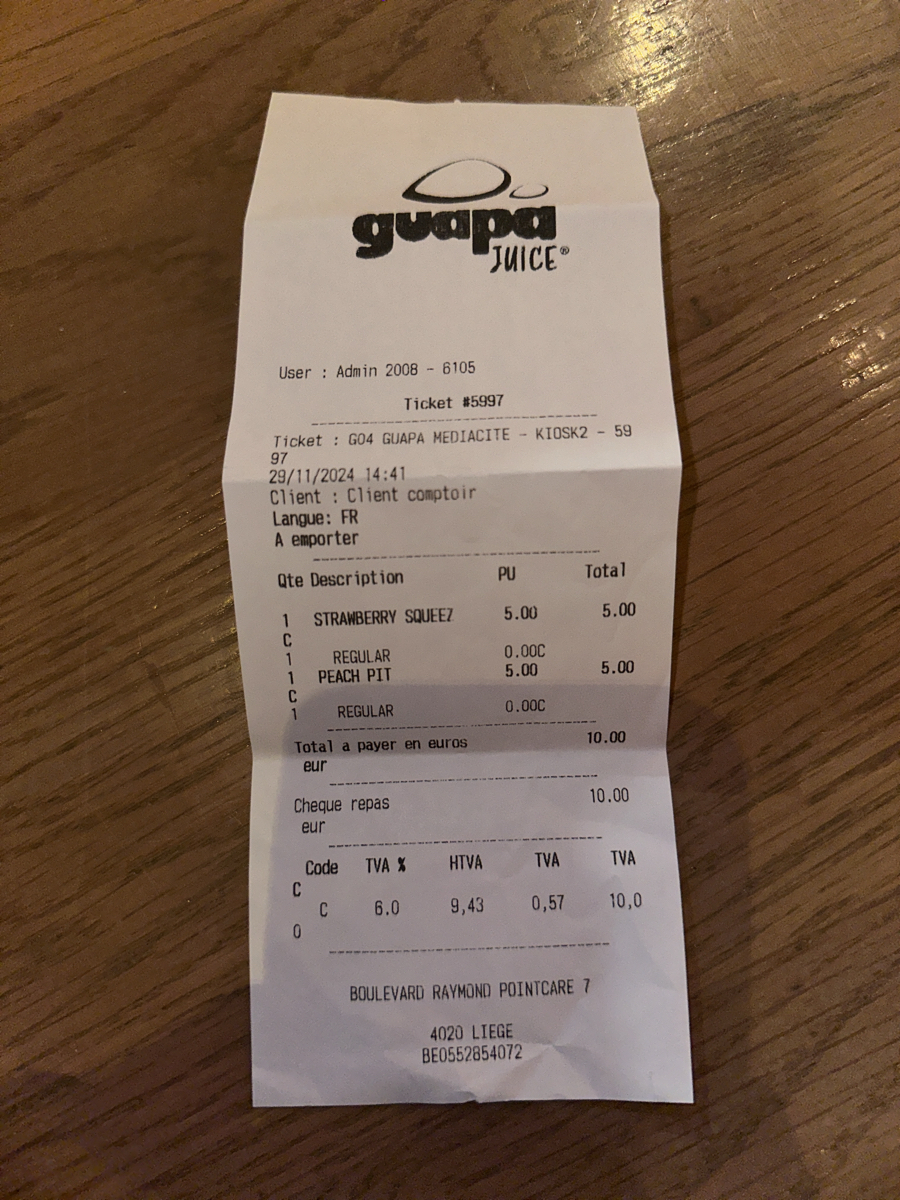 guapa
JUICE®
User : Admin 2008 - 6105
Ticket #5997
Ticket : G04 GUAPA MEDIACITE - KIOSK2 - 59
97
29/11/2024 14:41
Client : Client comptoir
Langue: FR
A emporter
Qte Description PU Total
1 STRAWBERRY SQUEEZ 5.00 5.00
C
1 REGULAR 0.00C
1 PEACH PIT 5.00 5.00
C
1 REGULAR 0.00C
Total a payer en euros 10.00
eur
Cheque repas 10.00
eur
Code TVA % HTVA TVA TVA
C
C 6.0 9,43 0,57 10,0
0
BOULEVARD RAYMOND POINTCARE 7
4020 LIEGE
BE0552854072